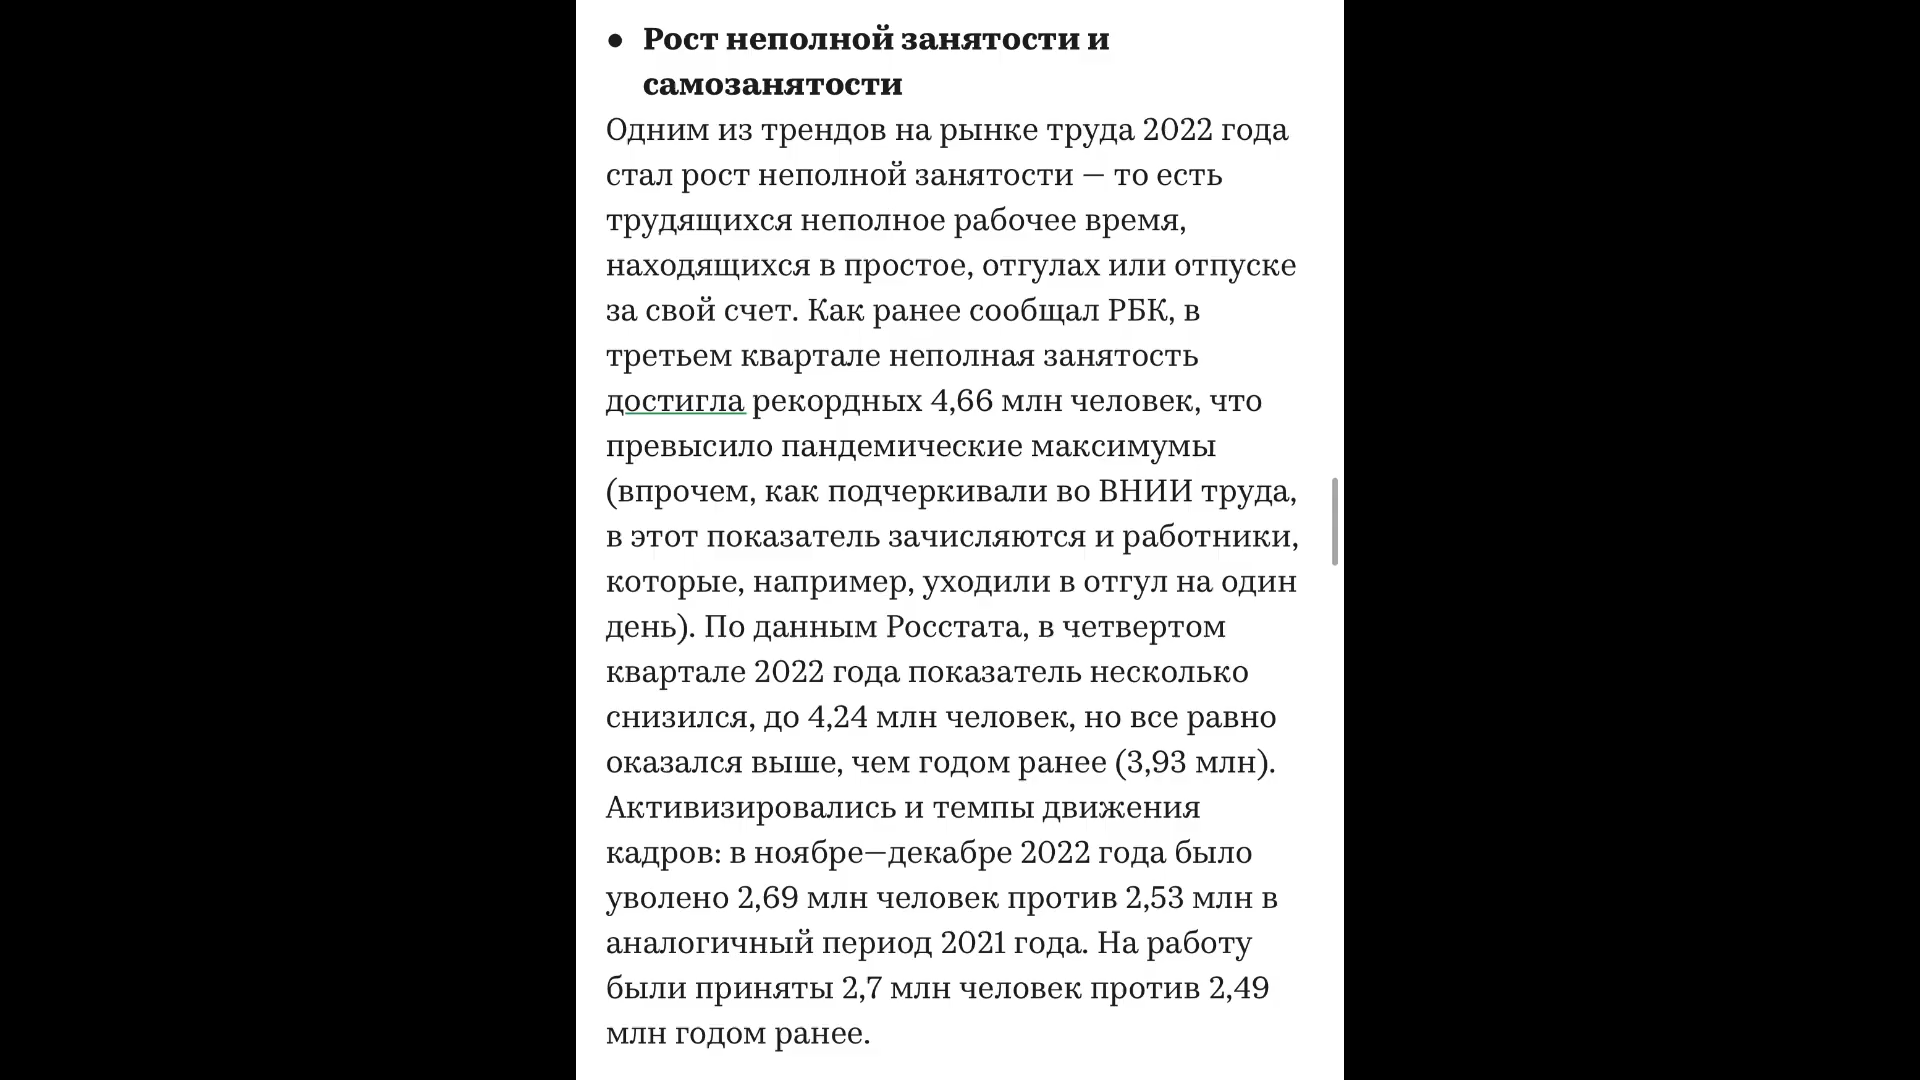 ● Рост неполной занятости и
самозанятости
Одним из трендов на рынке труда 2022 года
стал рост неполной занятости — то есть
трудящихся неполное рабочее время,
находящихся в простое, отгулах или отпуске
за свой счет. Как ранее сообщал РБК, в
третьем квартале неполная занятость
достигла рекордных 4,66 млн человек, что
превысило пандемические максимумы
(впрочем, как подчеркивали во ВНИИ труда,
в этот показатель зачисляются и работники,
которые, например, уходили в отгул на один
день). По данным Росстата, в четвертом
квартале 2022 года показатель несколько
снизился, до 4,24 млн человек, но все равно
оказался выше, чем годом ранее (3,93 млн).
Активизировались и темпы движения
кадров: в ноябре—декабре 2022 года было
уволено 2,69 млн человек против 2,53 млн в
аналогичный период 2021 года. На работу
были приняты 2,7 млн человек против 2,49
млн годом ранее.